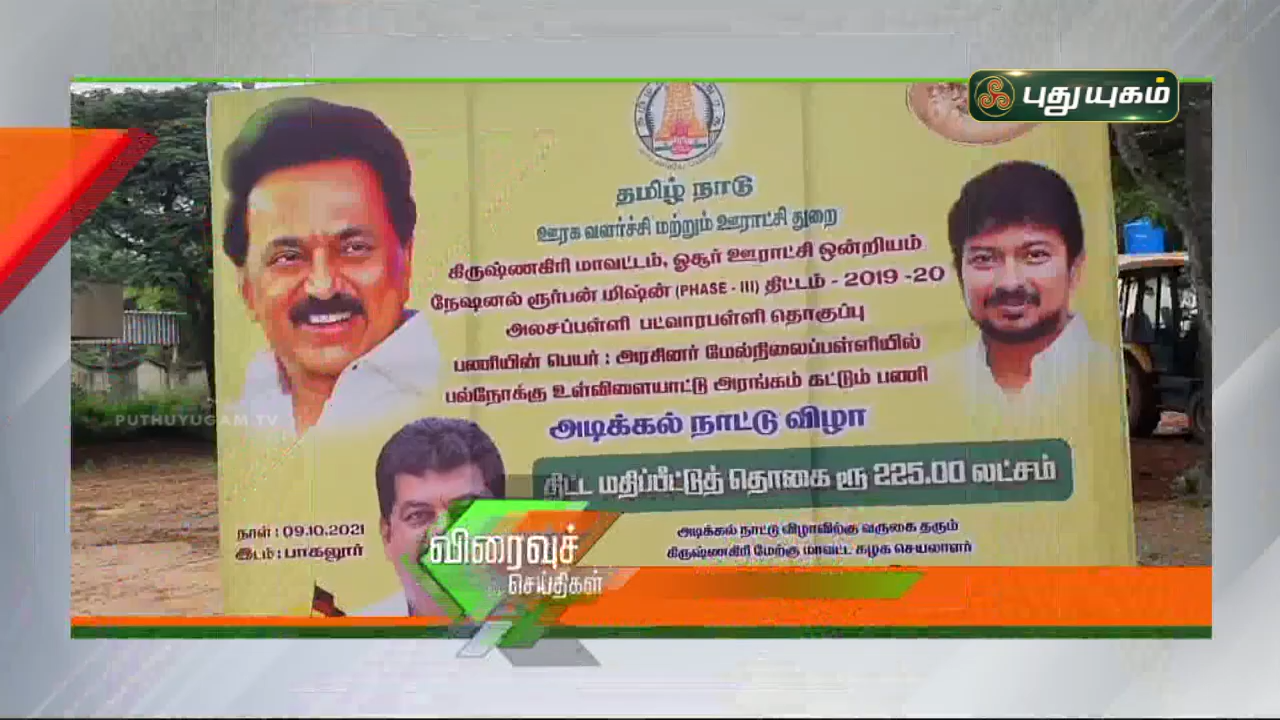 புதுயுகம்
தமிழ் நாடு
ஊரக வளர்ச்சி மற்றும் ஊராட்சி துறை
கிருஷ்ணகிரி மாவட்டம், ஓசூர் ஊராட்சி ஒன்றியம்
நேஷனல் ரூர்பன் மிஷன் (PHASE - III) திட்டம் - 2019 -20
அலசப்பள்ளி பட்வாரபள்ளி தொகுப்பு
பணியின் பெயர் : அரசினர் மேல்நிலைப்பள்ளியில்
பல்நோக்கு உள்விளையாட்டு அரங்கம் கட்டும் பணி
அடிக்கல் நாட்டு விழா
திட்ட மதிப்பீட்டுத் தொகை ரூ 225.00 லட்சம்
PUTHUYUGAM TV
நாள் : 09.10.2021
இடம் : பாகலூர்
அடிக்கல் நாட்டு விழாவிற்கு வருகை தரும்
கிருஷ்ணகிரி மேற்கு மாவட்ட கழக செயலாளர்
விரைவுச்
செய்திகள்